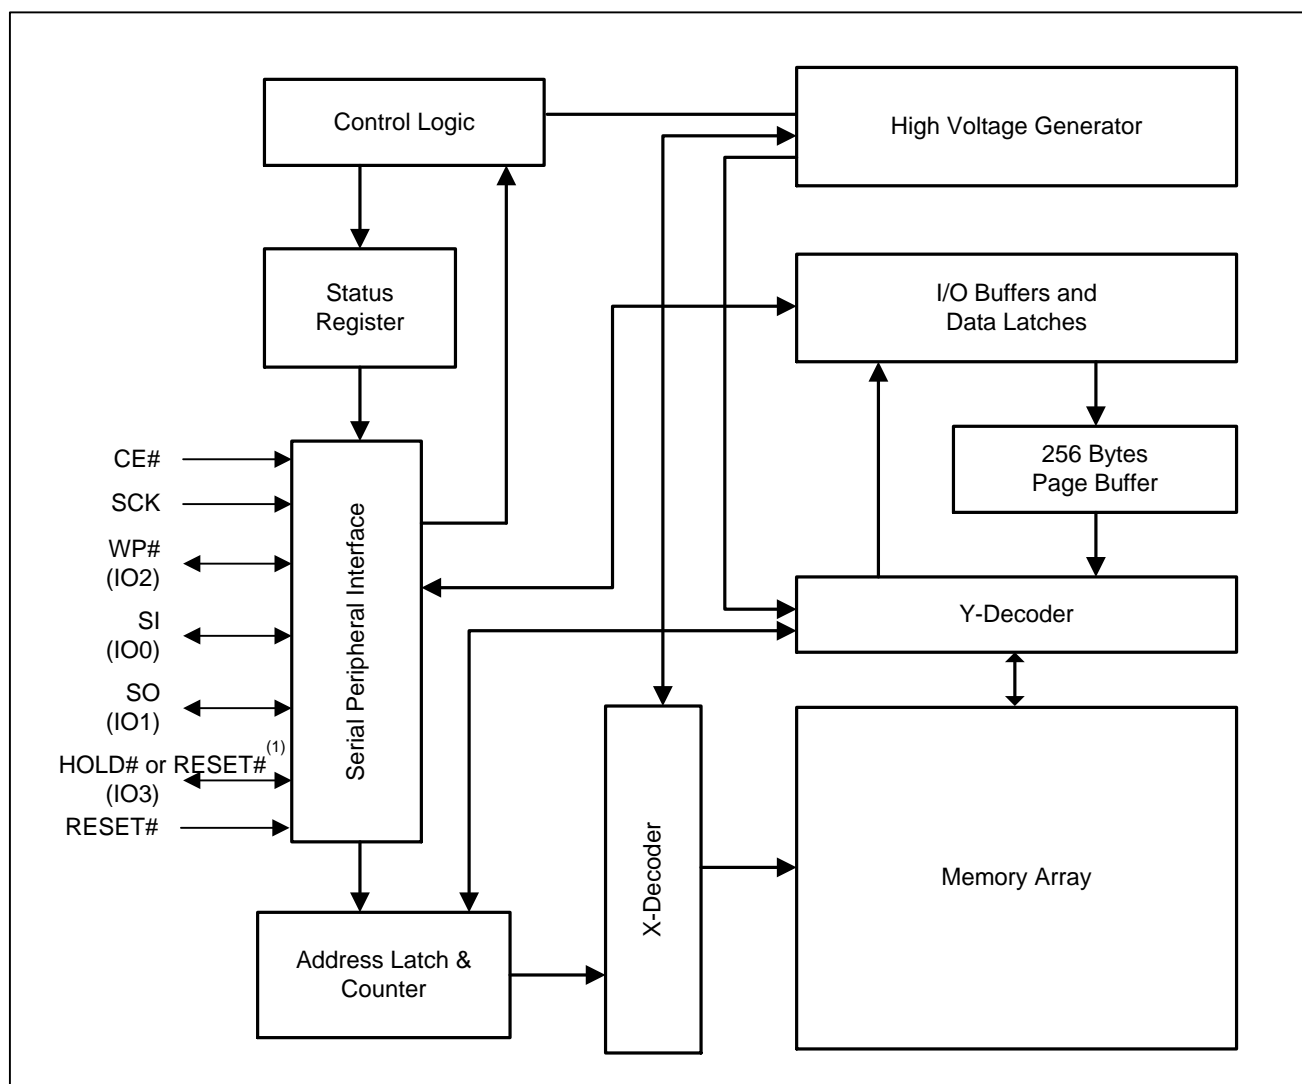 Control Logic
High Voltage Generator
Status
Register
I/O Buffers and
Data Latches
256 Bytes
Page Buffer
Y-Decoder
CE#
SCK
WP#
(IO2)
SI
(IO0)
SO
(IO1)
HOLD# or RESET#(1)
(IO3)
RESET#
Serial Peripheral Interface
X-Decoder
Memory Array
Address Latch &
Counter